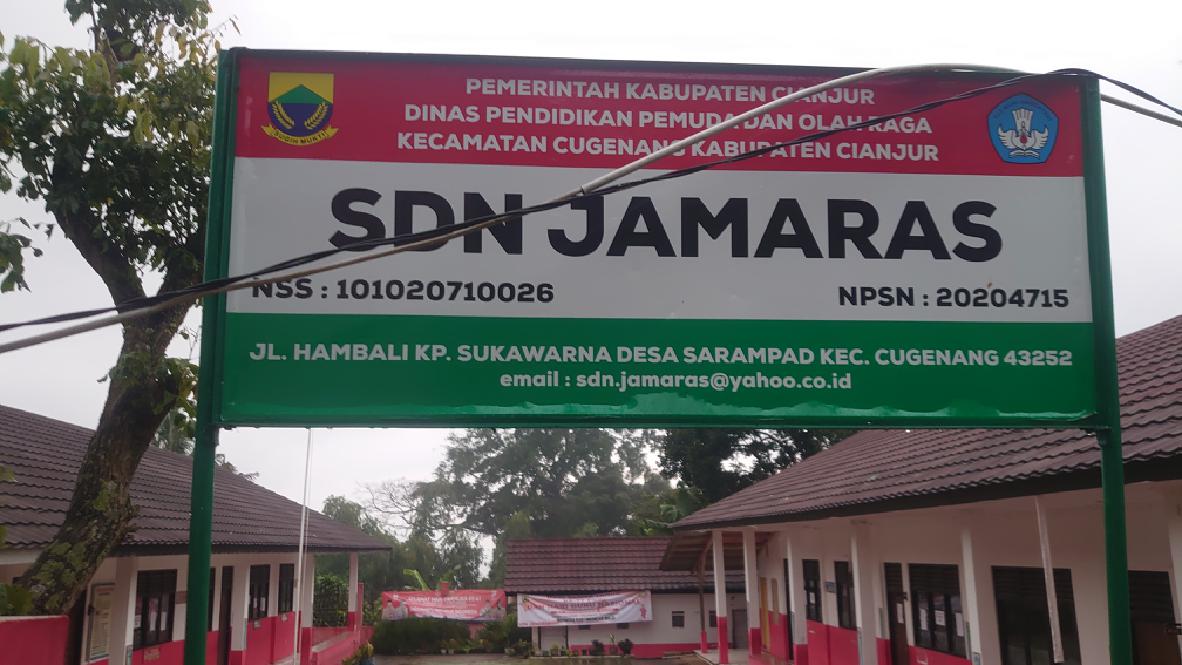 PEMERINTAH KABUPATEN CIANJUR
DINAS PENDIDIKAN PEMUDA DAN OLAH RAGA
KECAMATAN CUGENANG KABUPATEN CIANJUR
SDN JAMARAS
NSS : 101020710026
NPSN : 20204715
JL. HAMBALI KP. SUKAWARNA DESA SARAMPAD KEC. CUGENANG 43252
email : sdn.jamaras@yahoo.co.id